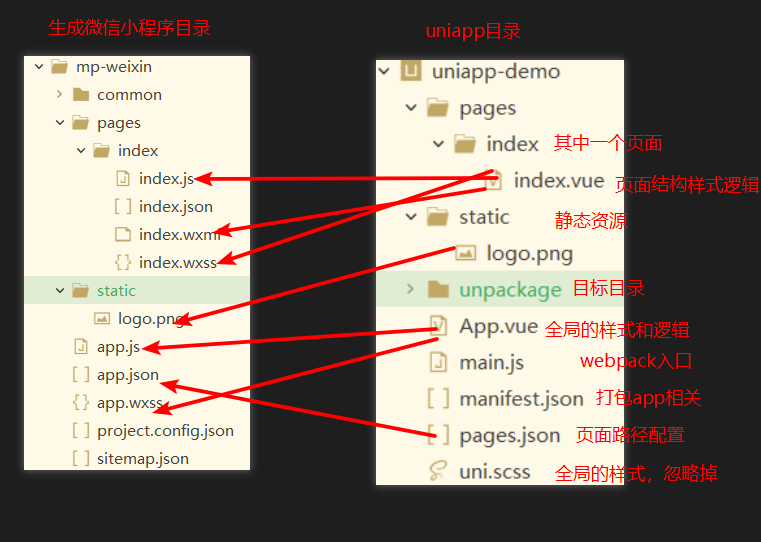 生成微信小程序目录
mp-weixin
common
pages
index
index.js
index.json
index.wxml
index.wxss
static
logo.png
app.js
app.json
app.wxss
project.config.json
sitemap.json
uniapp目录
uniapp-demo
pages
index 其中一个页面
index.vue 页面结构样式逻辑
static 静态资源
logo.png
unpackage 目标目录
App.vue 全局的样式和逻辑
main.js webpack入口
manifest.json 打包app相关
pages.json 页面路径配置
uni.scss 全局的样式，忽略掉